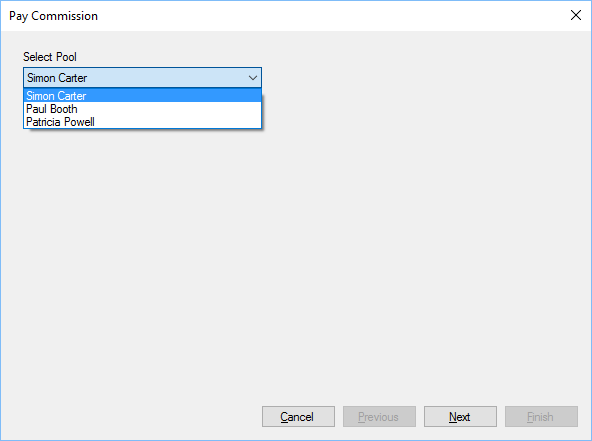 Pay Commission
Select Pool
Simon Carter
Simon Carter
Paul Booth
Patricia Powell
Cancel Previous Next Finish